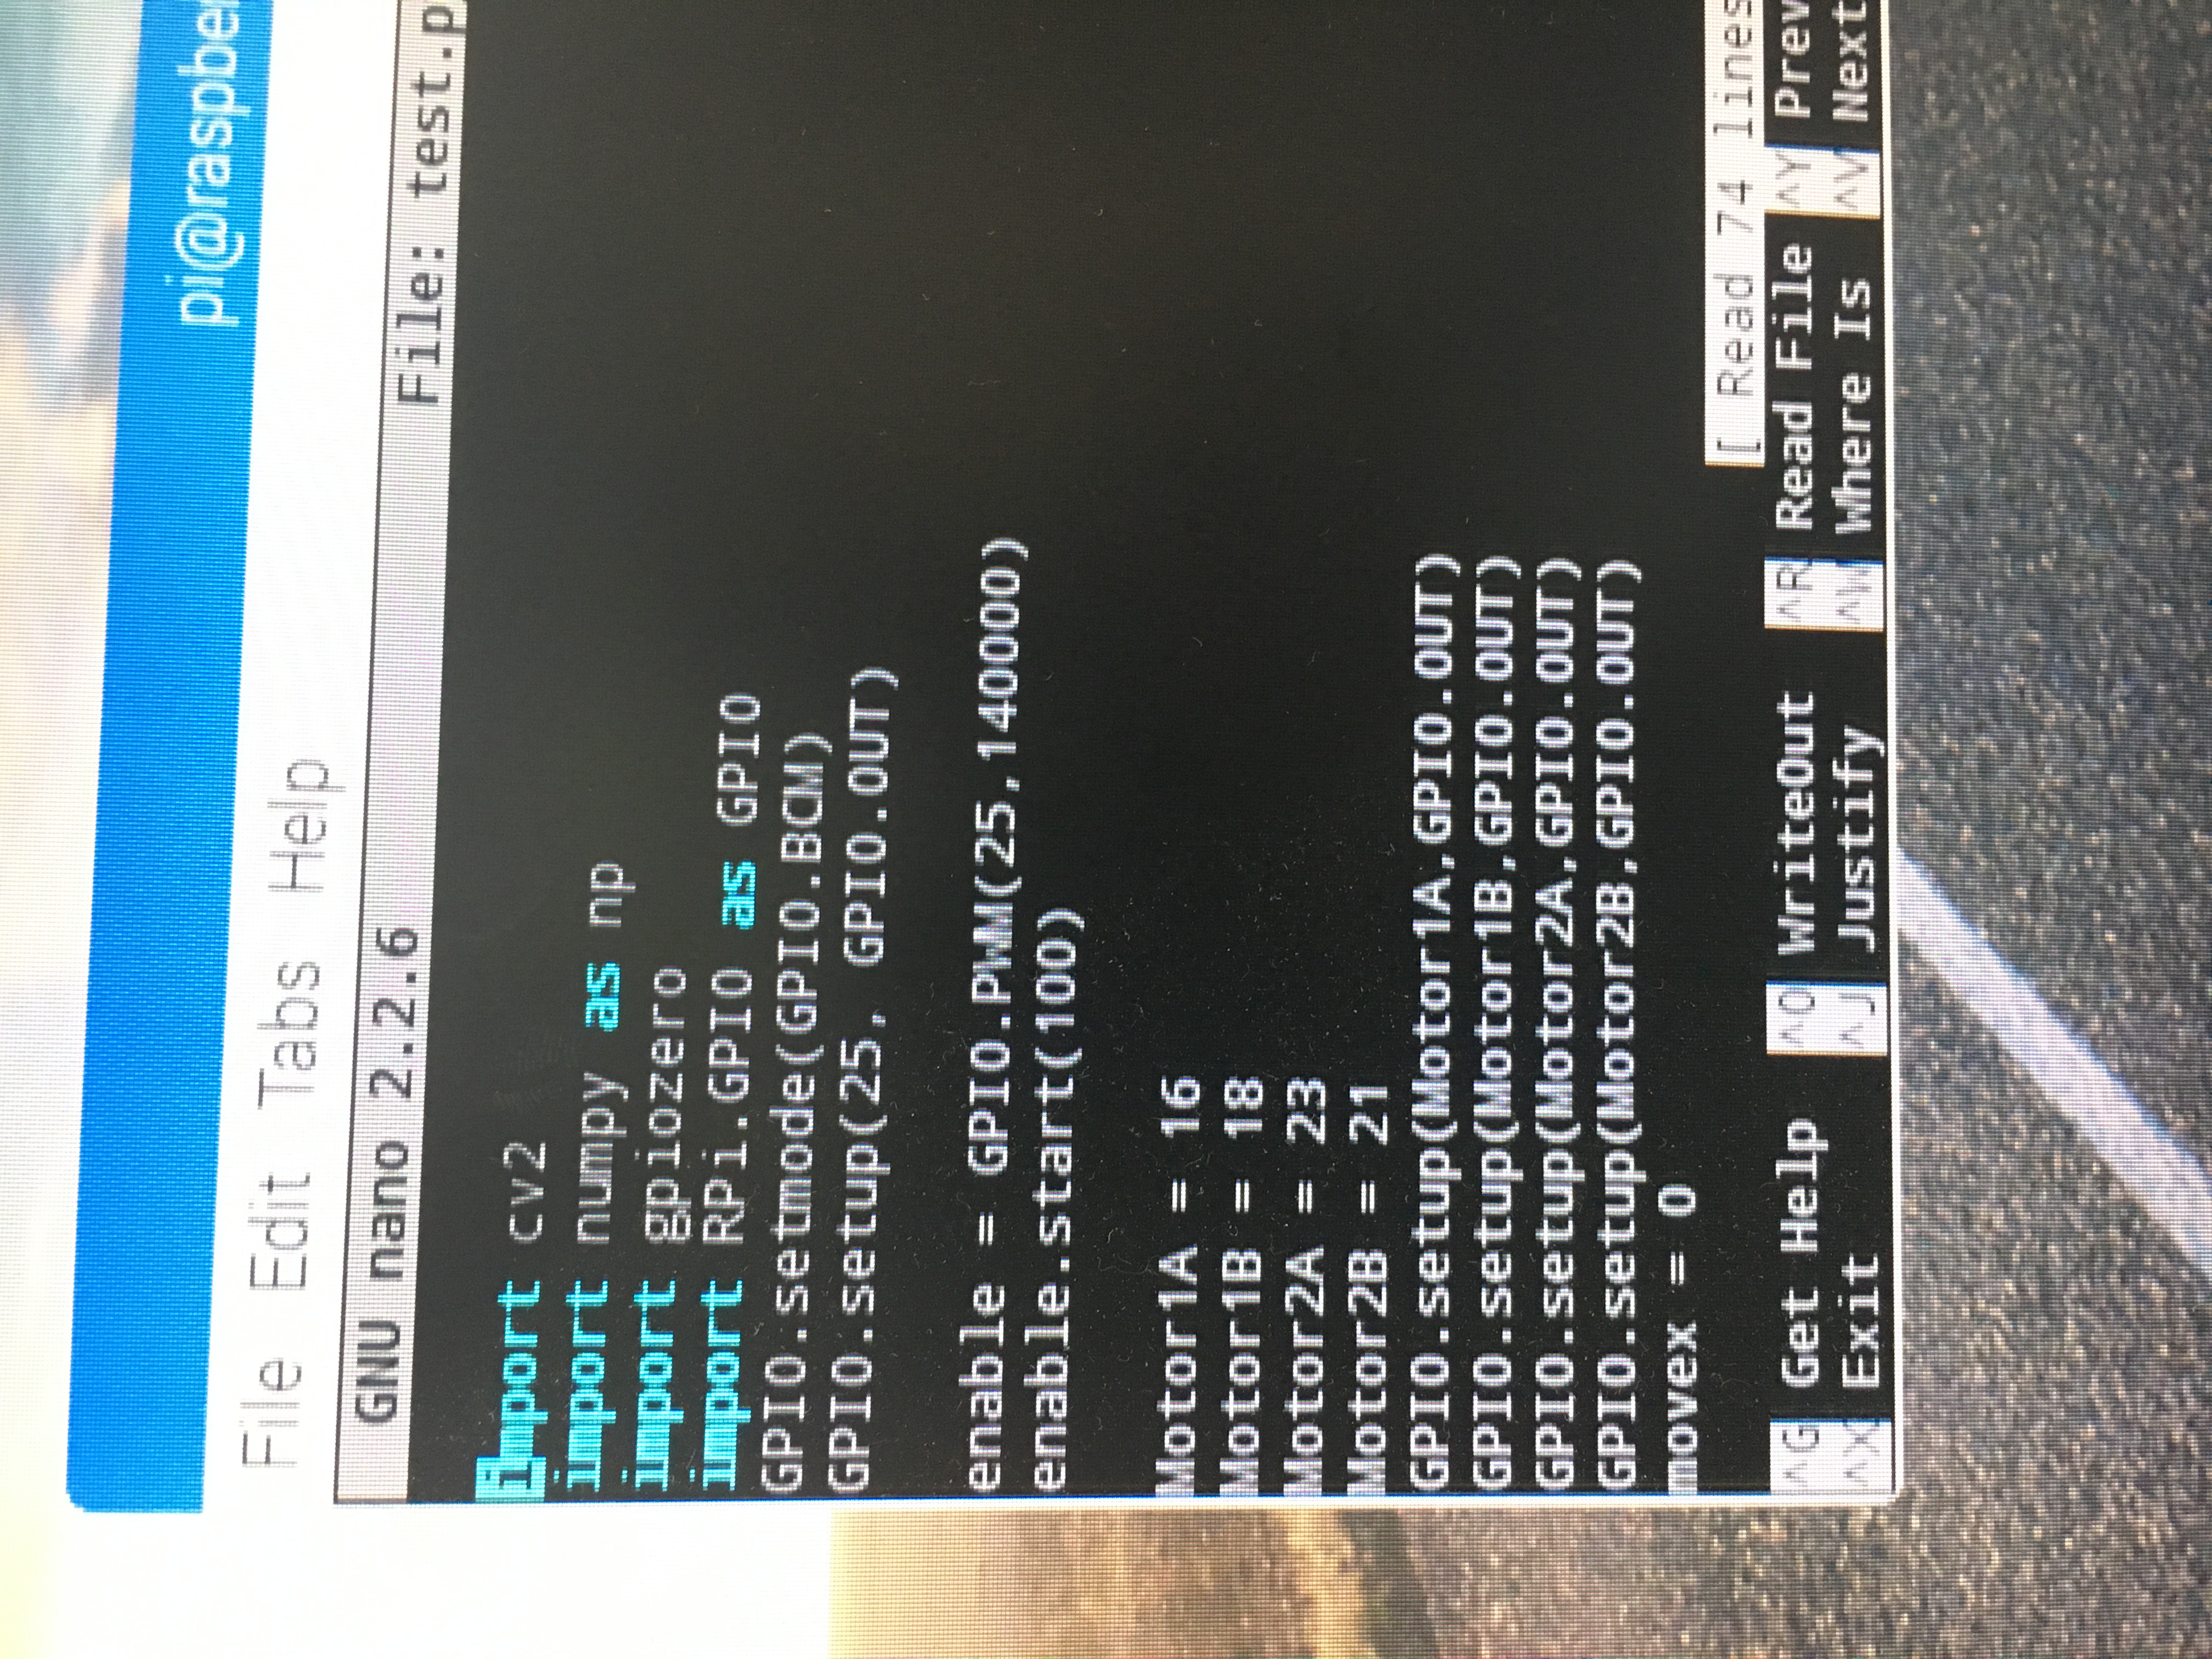 File Edit Tabs Help
GNU nano 2.2.6 File:
import cv2
import numpy as np
import gpiozero
import RPi.GPIO as GPIO
GPIO.setmode(GPIO.BCM)
GPIO.setup(25, GPIO.OUT)
enable = GPIO.PWM(25,140000)
enable.start(100)
Motor1A = 16
Motor1B = 18
Motor2A = 23
Motor2B = 21
GPIO.setup(Motor1A,GPIO.OUT)
GPIO.setup(Motor1B,GPIO.OUT)
GPIO.setup(Motor2A,GPIO.OUT)
GPIO.setup(Motor2B,GPIO.OUT)
movex = 0
[ Read 74 lines
^G Get Help ^O WriteOut ^R Read File ^Y Prev
^X Exit ^J Justify ^W Where Is ^V Next